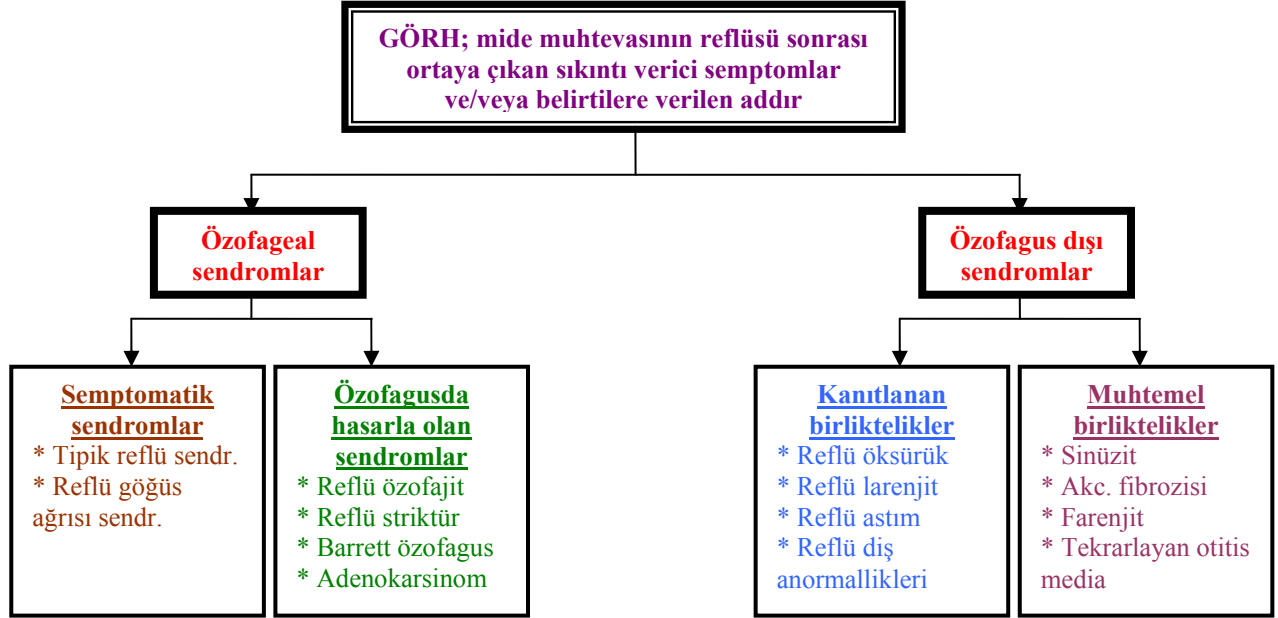 GÖRH; mide muhtevasının reflüsü sonrası
ortaya çıkan sıkıntı verici semptomlar
ve/veya belirtilere verilen addır
Özofageal
sendromlar
Özofagus dışı
sendromlar
Semptomatik
sendromlar
* Tipik reflü sendr.
* Reflü göğüs
ağrısı sendr.
Özofagusda
hasarla olan
sendromlar
* Reflü özofajit
* Reflü striktür
* Barrett özofagus
* Adenokarsinom
Kanıtlanan
birliktelikler
* Reflü öksürük
* Reflü larenjit
* Reflü astım
* Reflü diş
anormallikleri
Muhtemel
birliktelikler
* Sinüzit
* Akc. fibrozisi
* Farenjit
* Tekrarlayan otitis
media